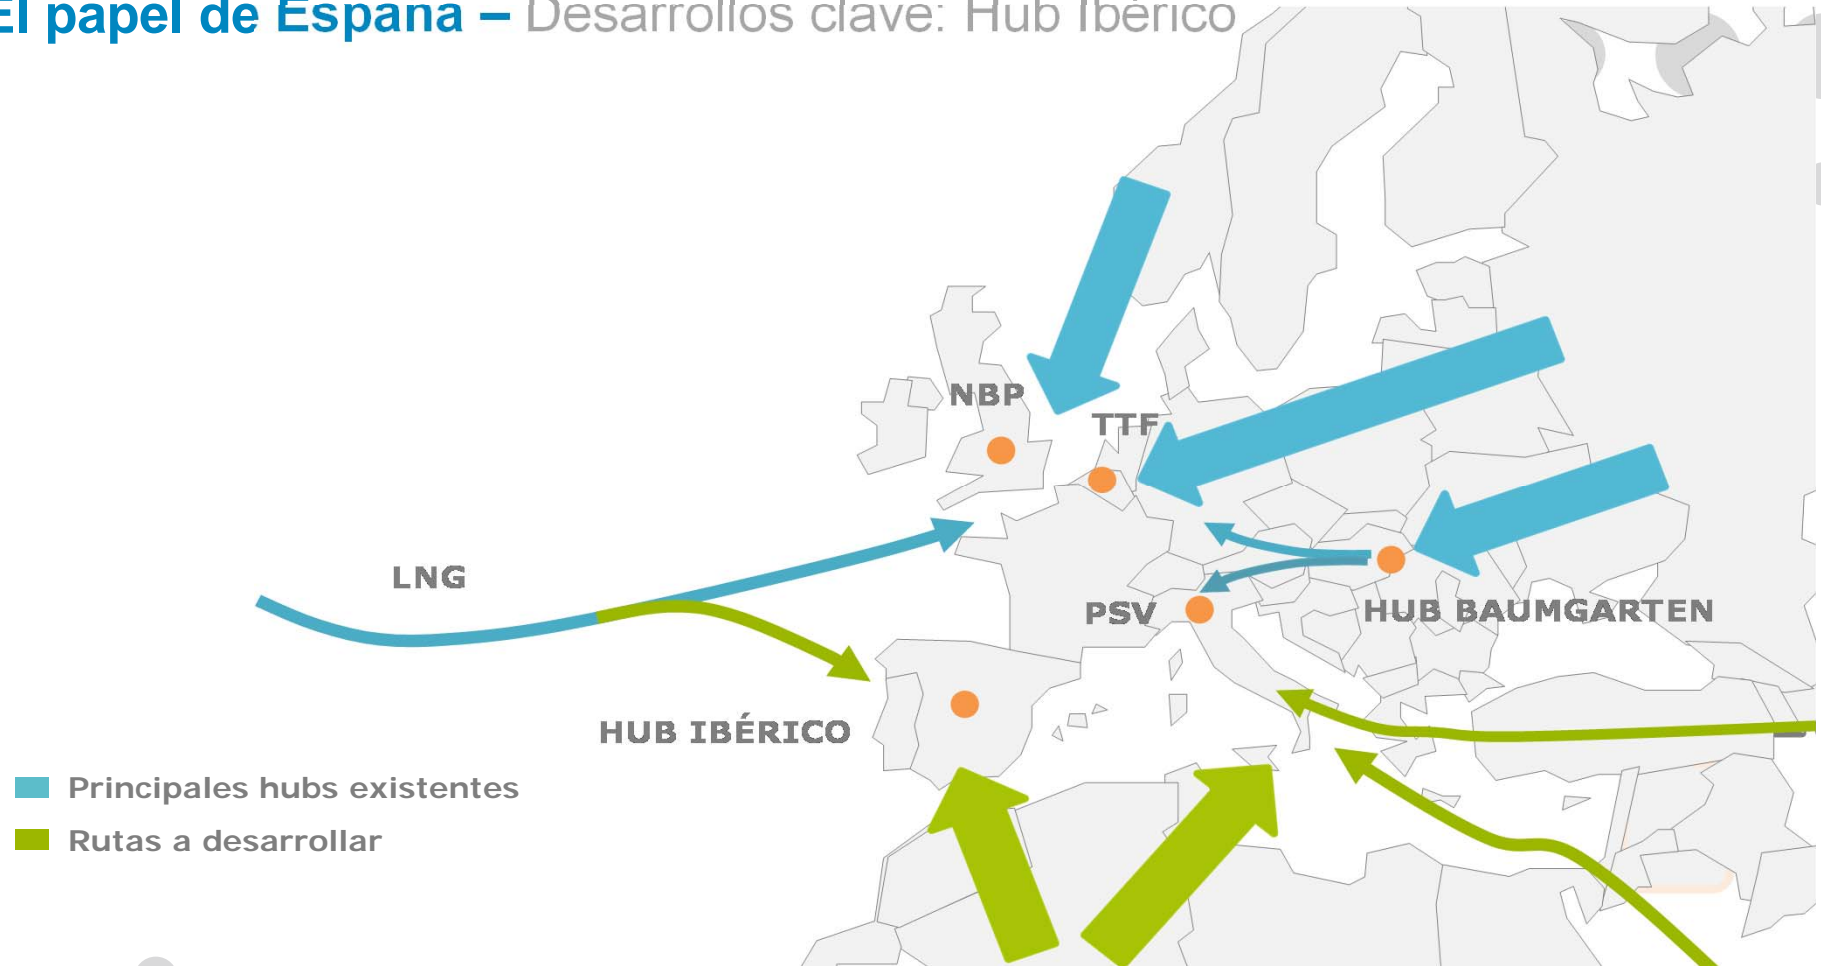 El papel de España – Desarrollos clave: Hub Ibérico
NBP
TTF
LNG
PSV
HUB BAUMGARTEN
HUB IBÉRICO
Principales hubs existentes
Rutas a desarrollar